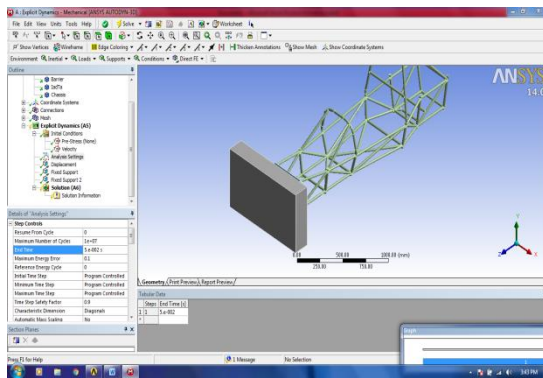 A : Explicit Dynamics - Mechanical [ANSYS AUTODYN
File Edit View Units Tools Help Solve Worksheet
Show Vertices Wireframe Edge Coloring Thicken Annotations Show Mesh Show Coordinate Systems
Environment Inertial Loads Supports Conditions Direct FE
Outline
Barrier
Chassis
Coordinate Systems
Connections
Mesh
Explicit Dynamics (A5)
Initial Conditions
Pre-Stress (None)
Velocity
Analysis Settings
Displacement
Fixed Support
Fixed Support 2
Solution (A6)
Solution Information
ANSYS
14.0
0.00 500.00 1000.00 (mm)
250.00 750.00
Y
X
Z
Geometry Print Preview Report Preview
Details of "Analysis Settings"
Step Controls
Resume From Cycle 0
Maximum Number of Cycles 1e+07
End Time 5.e-002 s
Maximum Energy Error 0.1
Reference Energy Cycle 0
Initial Time Step Program Controlled
Minimum Time Step Program Controlled
Maximum Time Step Program Controlled
Time Step Safety Factor 0.9
Characteristic Dimension Diagonals
Automatic Mass Scaling No
Tabular Data
Steps End Time [s]
1 1 5.e-002
*
Section Planes
Graph
Press F1 for Help 1 Message No Selection
3:43 PM